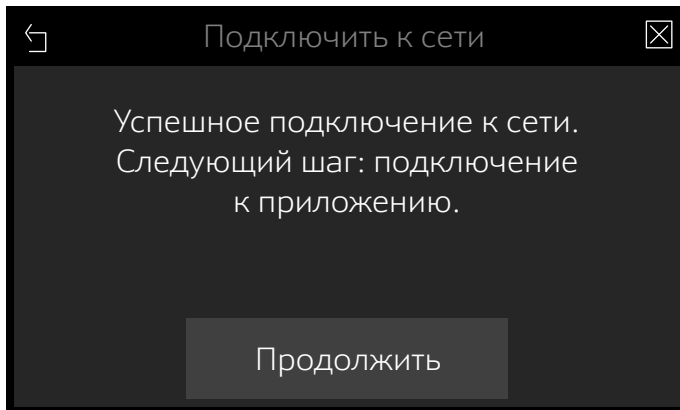 Подключить к сети
Успешное подключение к сети.
Следующий шаг: подключение
к приложению.
Продолжить